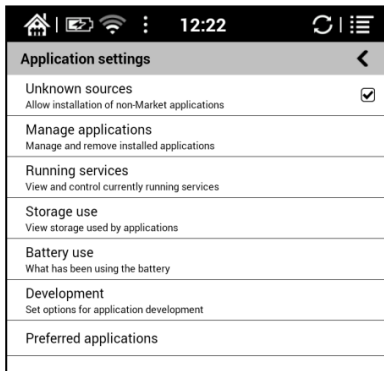 12:22
Application settings
Unknown sources
Allow installation of non-Market applications
Manage applications
Manage and remove installed applications
Running services
View and control currently running services
Storage use
View storage used by applications
Battery use
What has been using the battery
Development
Set options for application development
Preferred applications